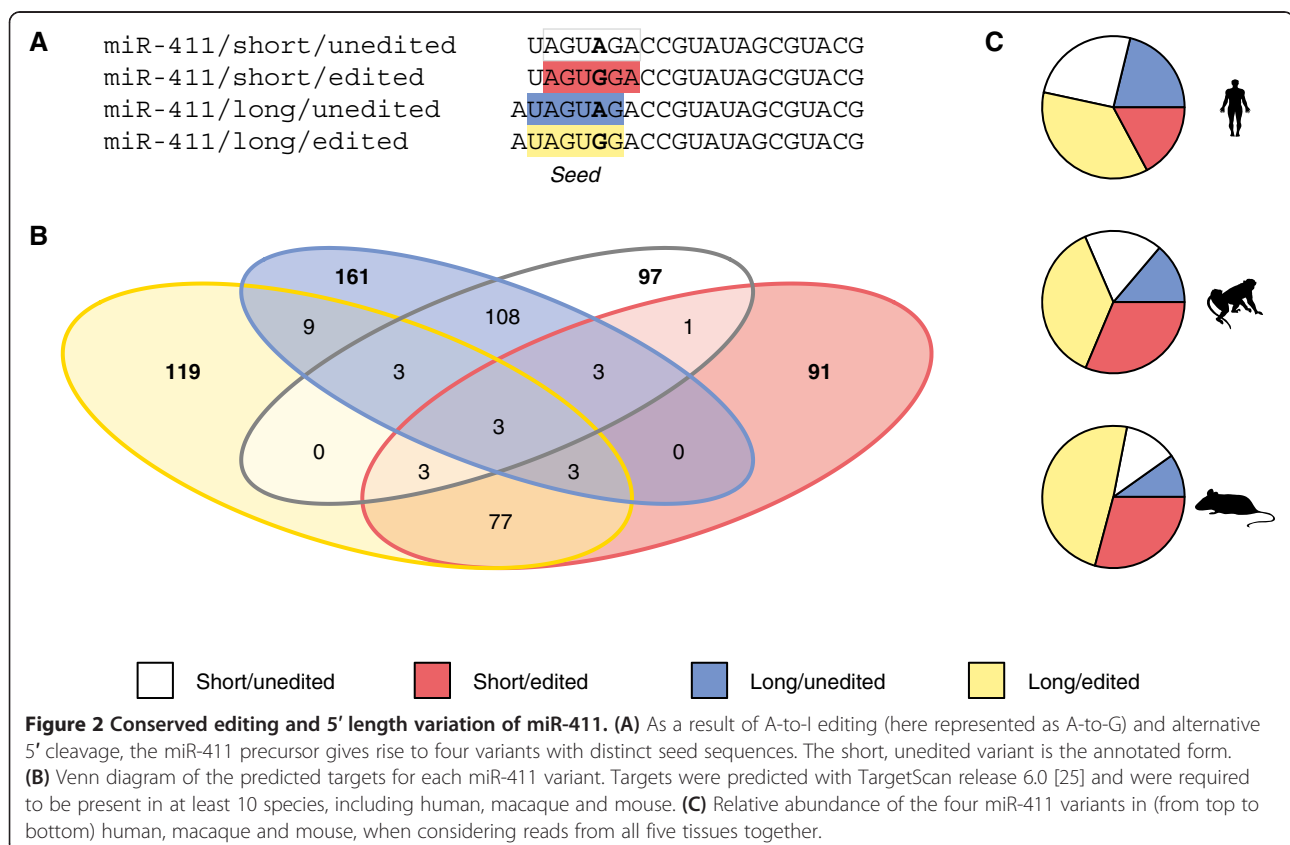 A
miR-411/short/unedited UAGUAGACCGUAUAGCGUACG
miR-411/short/edited UAGUGGACCGUAUAGCGUACG
miR-411/long/unedited AUAGUAGACCGUAUAGCGUACG
miR-411/long/edited AUAGUGGACCGUAUAGCGUACG
Seed
B
161
97
9
108
1
119
3
3
91
3
0
0
3
3
77
C
Short/unedited
Short/edited
Long/unedited
Long/edited
Figure 2 Conserved editing and 5′ length variation of miR-411. (A) As a result of A-to-I editing (here represented as A-to-G) and alternative
5′ cleavage, the miR-411 precursor gives rise to four variants with distinct seed sequences. The short, unedited variant is the annotated form.
(B) Venn diagram of the predicted targets for each miR-411 variant. Targets were predicted with TargetScan release 6.0 [25] and were required
to be present in at least 10 species, including human, macaque and mouse. (C) Relative abundance of the four miR-411 variants in (from top to
bottom) human, macaque and mouse, when considering reads from all five tissues together.